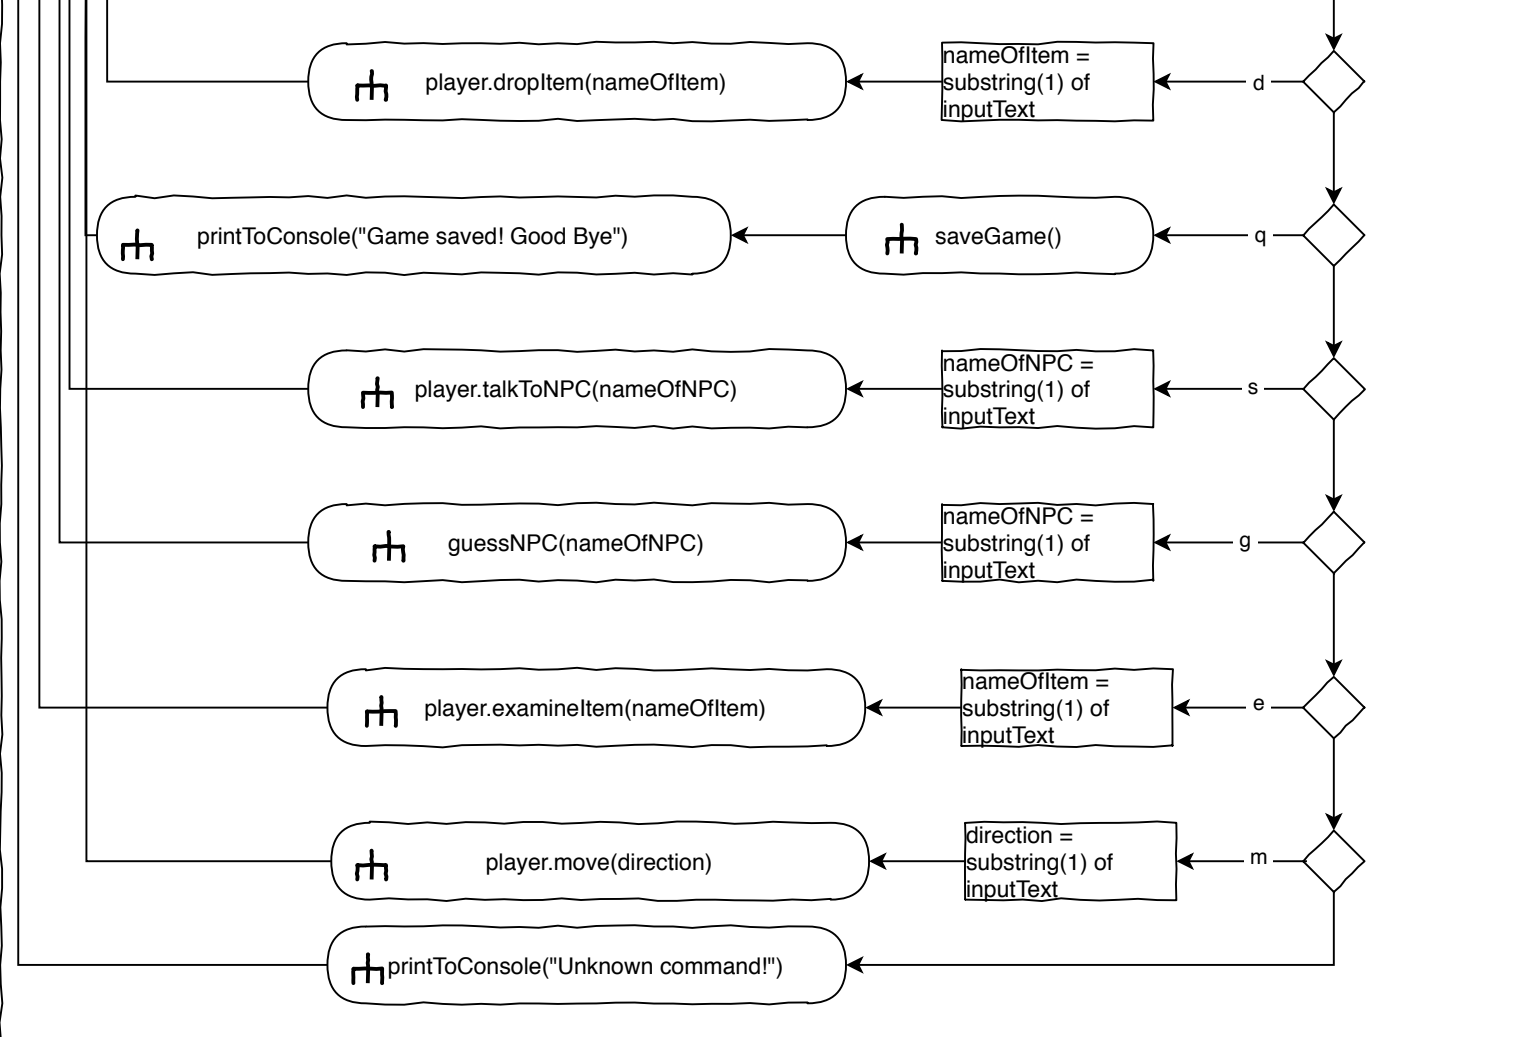 nameOfItem =
player.dropItem(nameOfItem)
substring(1) of
d
inputText
printToConsole("Game saved! Good Bye")
saveGame()
q
nameOfNPC =
player.talkToNPC(nameOfNPC)
substring(1) of
s
inputText
nameOfNPC =
guessNPC(nameOfNPC)
substring(1) of
g
inputText
nameOfItem =
player.examineItem(nameOfItem)
substring(1) of
e
inputText
direction =
player.move(direction)
substring(1) of
m
inputText
printToConsole("Unknown command!")